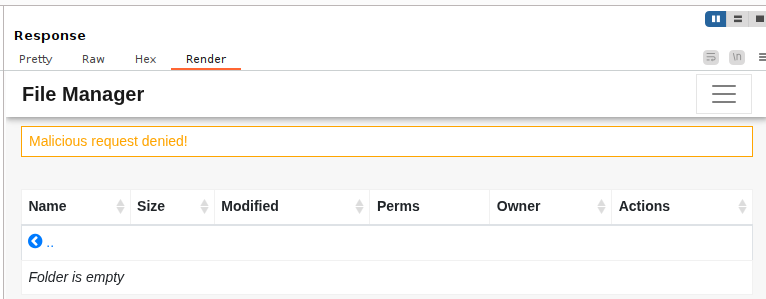 Response
Pretty Raw Hex Render
\n
File Manager
Malicious request denied!
Name Size Modified Perms Owner Actions
..
Folder is empty